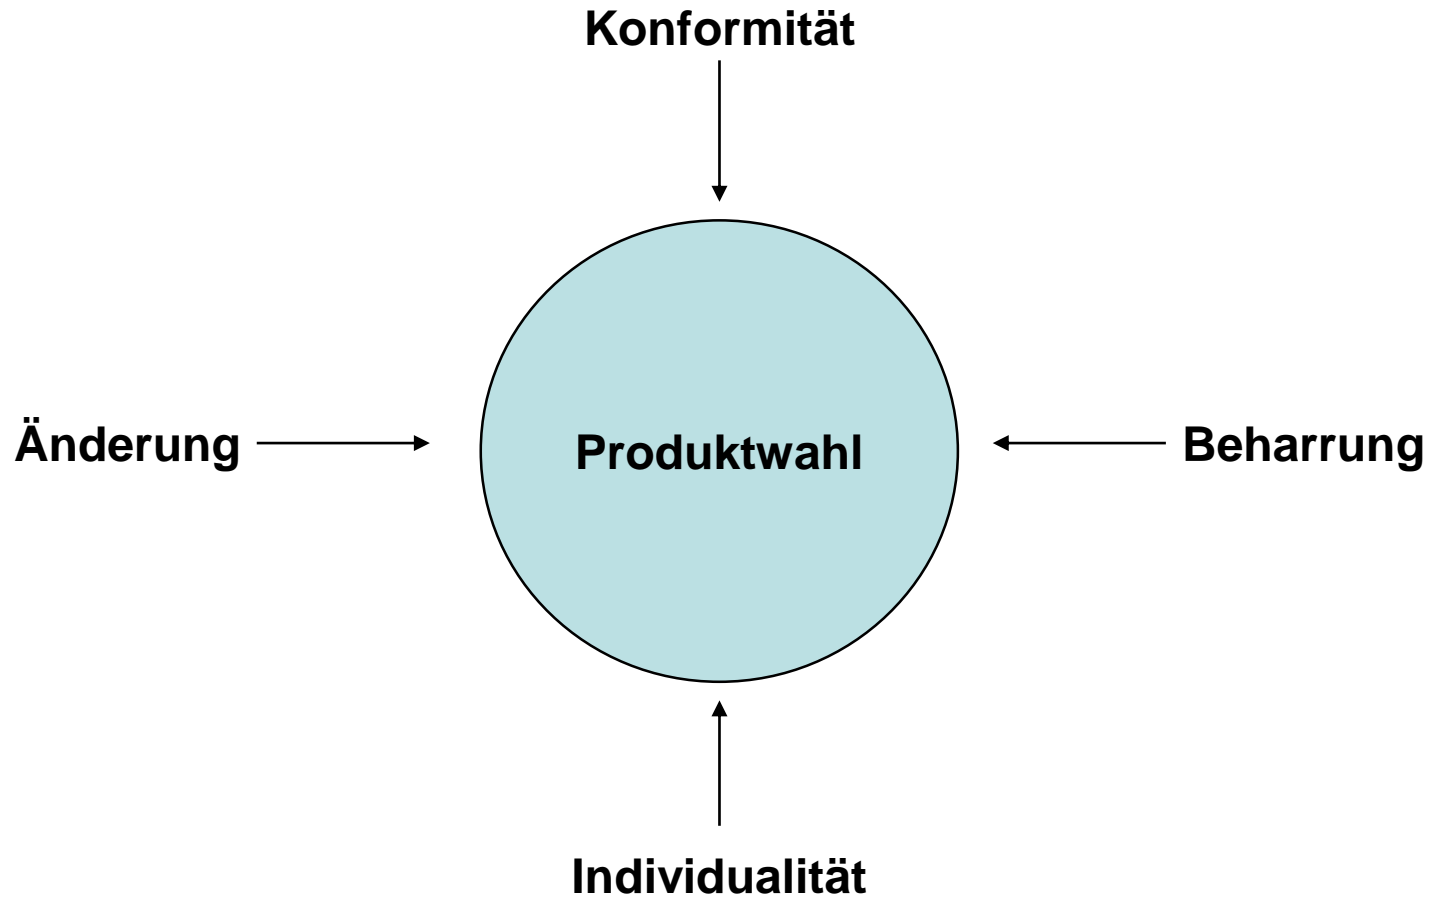 Konformität
Änderung
Produktwahl
Beharrung
Individualität